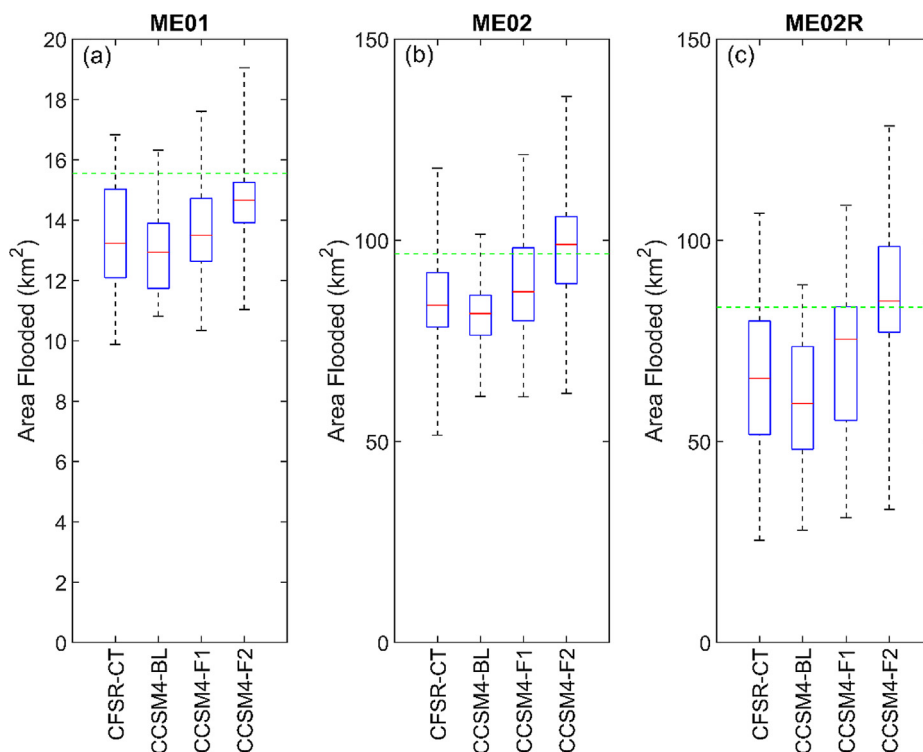 ME01
ME02
ME02R
(a)
(b)
(c)
Area Flooded (km²)
20
18
16
14
12
10
8
6
4
2
0
CFSR-CT
CCSM4-BL
CCSM4-F1
CCSM4-F2
Area Flooded (km²)
150
100
50
0
CFSR-CT
CCSM4-BL
CCSM4-F1
CCSM4-F2
Area Flooded (km²)
150
100
50
0
CFSR-CT
CCSM4-BL
CCSM4-F1
CCSM4-F2